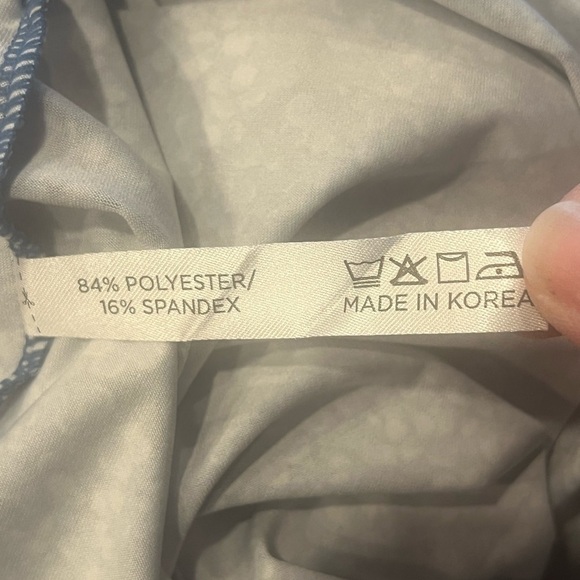 84% POLYESTER/
16% SPANDEX
MADE IN KOREA